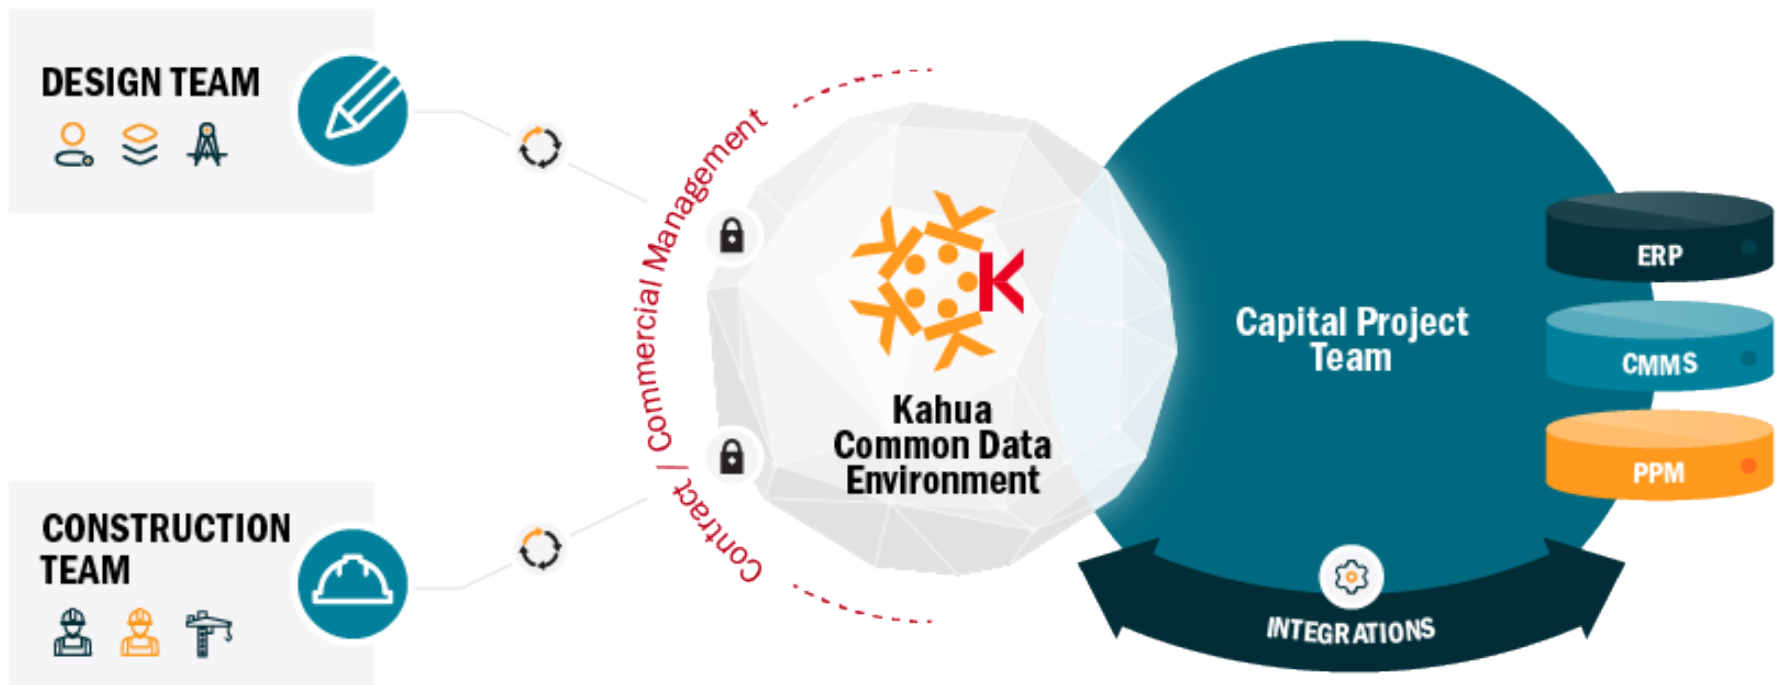 DESIGN TEAM
CONSTRUCTION
TEAM
Contract | Commercial Management
K
Kahua
Common Data
Environment
Capital Project
Team
ERP
CMMS
PPM
INTEGRATIONS